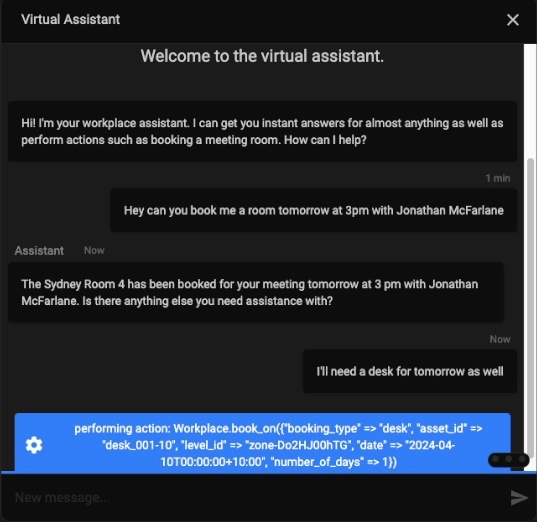 Virtual Assistant
Welcome to the virtual assistant.
Hi! I'm your workplace assistant. I can get you instant answers for almost anything as well as
perform actions such as booking a meeting room. How can I help?
1 min
Hey can you book me a room tomorrow at 3pm with Jonathan McFarlane
Assistant Now
The Sydney Room 4 has been booked for your meeting tomorrow at 3 pm with Jonathan
McFarlane. Is there anything else you need assistance with?
Now
I'll need a desk for tomorrow as well
performing action: Workplace.book_on({"booking_type" => "desk", "asset_id" =>
"desk_001-10", "level_id" => "zone-Do2HJ00hTG", "date" => "2024-04-
10T00:00:00+10:00", "number_of_days" => 1})
New message...